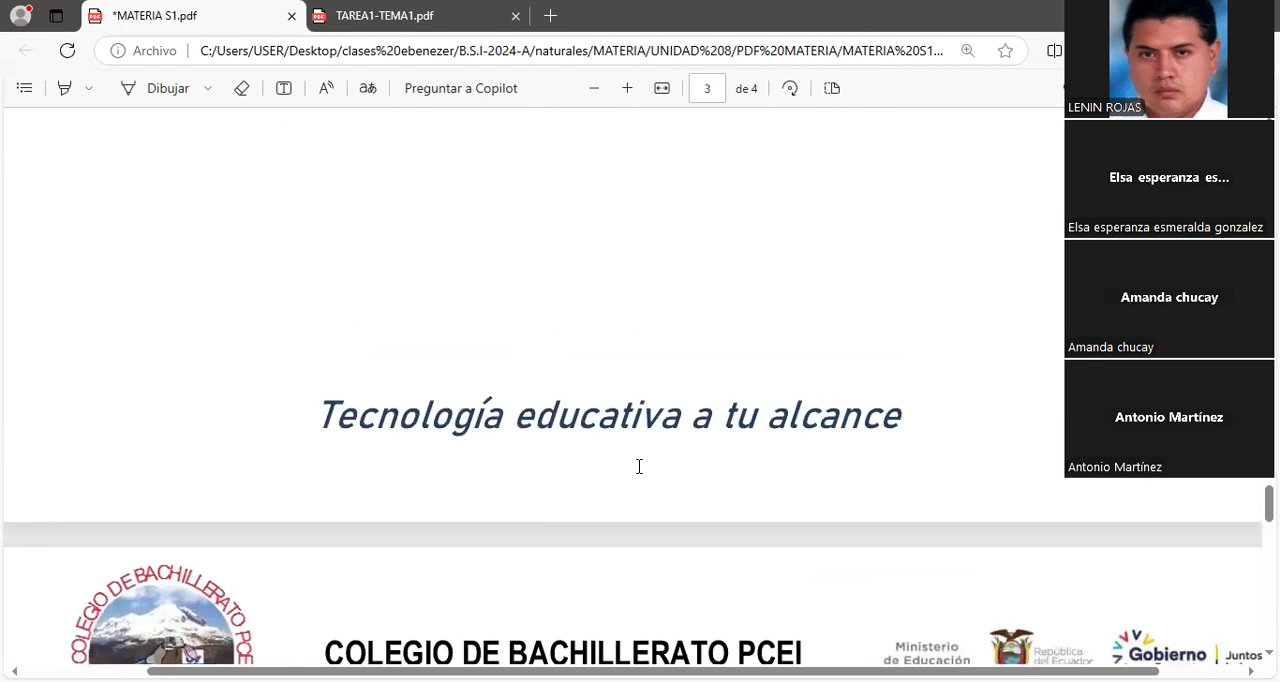 *MATERIA S1.pdf
TAREA1-TEMA1.pdf
Archivo
C:/Users/USER/Desktop/clases%20ebenezer/B.S.I-2024-A/naturales/MATERIA/UNIDAD%208/PDF%20MATERIA/MATERIA%20S1...
Dibujar
Preguntar a Copilot
3
de 4
LENIN ROJAS
Elsa esperanza es...
Elsa esperanza esmeralda gonzalez
Amanda chucay
Amanda chucay
Antonio Martínez
Antonio Martínez
Tecnología educativa a tu alcance
COLEGIO DE BACHILLERATO PCEI
COLEGIO DE BACHILLERATO PCEI
Ministerio
de Educación
República
del Ecuador
Gobierno
Juntos